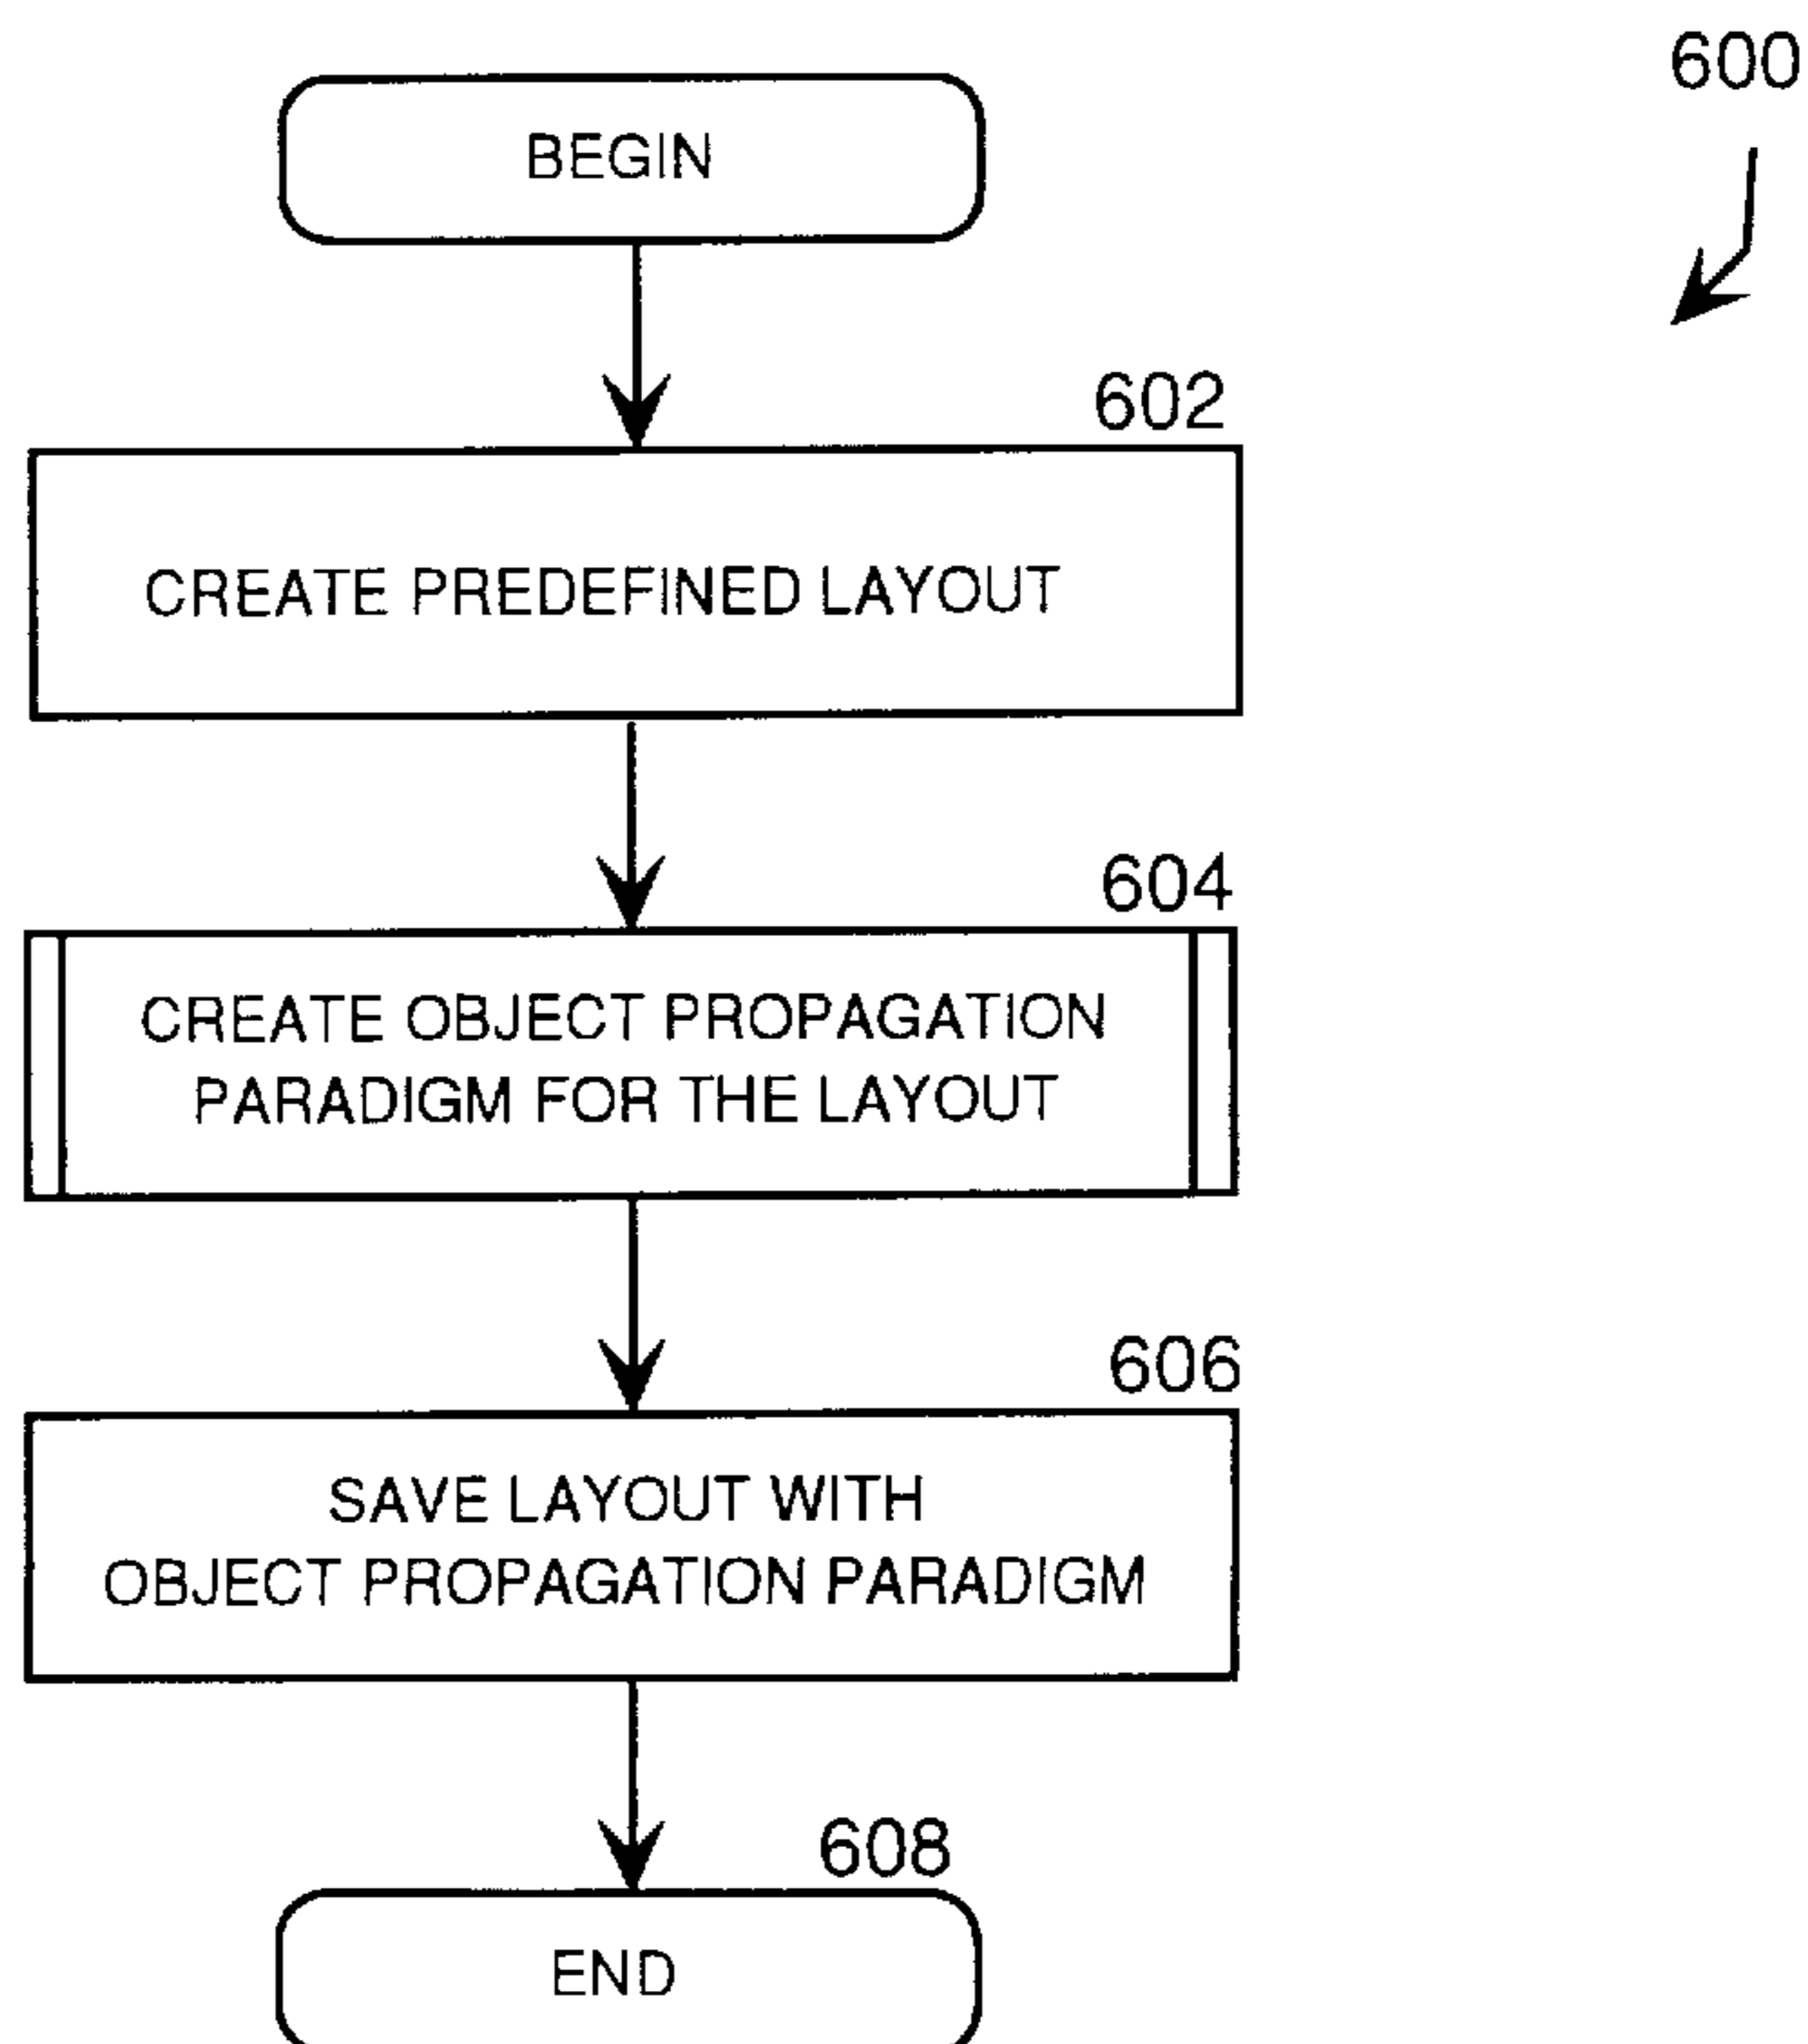 600
BEGIN
602
CREATE PREDEFINED LAYOUT
604
CREATE OBJECT PROPAGATION
PARADIGM FOR THE LAYOUT
606
SAVE LAYOUT WITH
OBJECT PROPAGATION PARADIGM
608
END